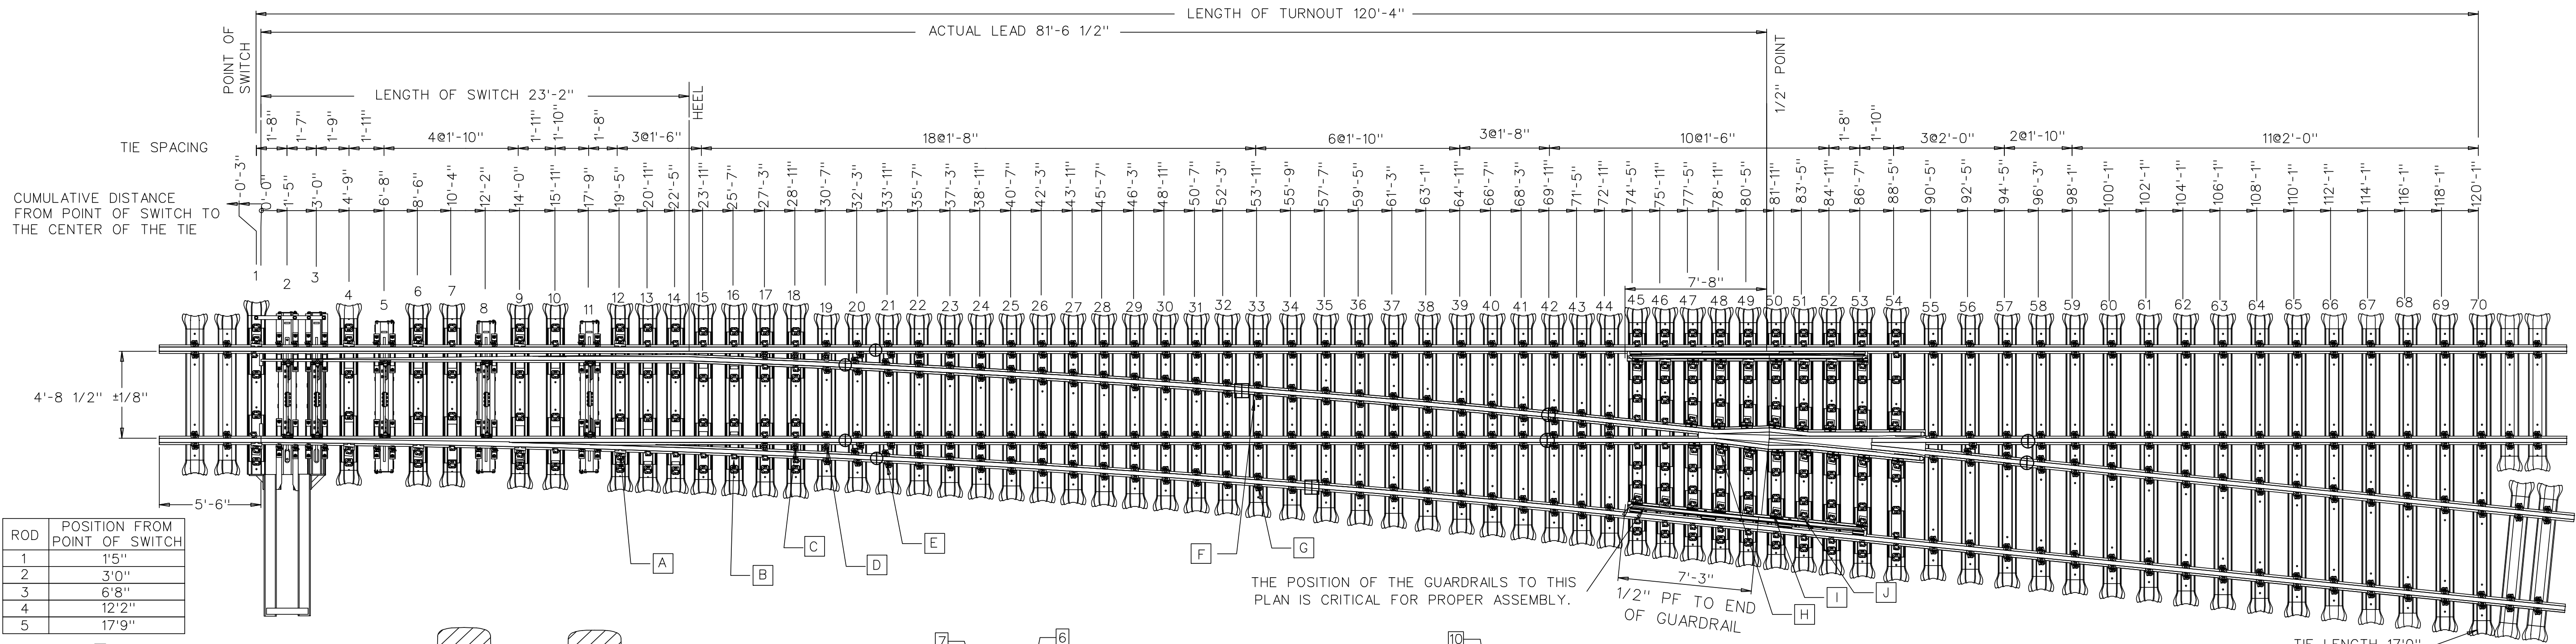 LENGTH OF TURNOUT 120'-4"
ACTUAL LEAD 81'-6 1/2"
POINT OF
SWITCH
LENGTH OF SWITCH 23'-2"
HEEL
1/2" POINT
TIE SPACING
1'-8" 1'-7" 1'-9" 1'-11" 4@1'-10" 1'-11" 1'-10" 1'-8" 3@1'-6" 18@1'-8" 6@1'-10" 3@1'-8" 10@1'-6" 1'-8" 1'-10" 3@2'-0" 2@1'-10" 11@2'-0"
CUMULATIVE DISTANCE
FROM POINT OF SWITCH TO
THE CENTER OF THE TIE
-0'-3" 0'-0" 1'-5" 3'-0" 4'-9" 6'-8" 8'-6" 10'-4" 12'-2" 14'-0" 15'-11" 17'-9" 19'-5" 20'-11" 22'-5" 23'-11" 25'-7" 27'-3" 28'-11" 30'-7" 32'-3" 33'-11" 35'-7" 37'-3" 38'-11" 40'-7" 42'-3" 43'-11" 45'-7" 46'-3" 48'-11" 50'-7" 52'-3" 53'-11" 55'-9" 57'-7" 59'-5" 61'-3" 63'-1" 64'-11" 66'-7" 68'-3" 69'-11" 71'-5" 72'-11" 74'-5" 75'-11" 77'-5" 78'-11" 80'-5" 81'-11" 83'-5" 84'-11" 86'-7" 88'-5" 90'-5" 92'-5" 94'-5" 96'-3" 98'-1" 100'-1" 102'-1" 104'-1" 106'-1" 108'-1" 110'-1" 112'-1" 114'-1" 116'-1" 118'-1" 120'-1"
1 2 3 4 5 6 7 8 9 10 11 12 13 14 15 16 17 18 19 20 21 22 23 24 25 26 27 28 29 30 31 32 33 34 35 36 37 38 39 40 41 42 43 44 45 46 47 48 49 50 51 52 53 54 55 56 57 58 59 60 61 62 63 64 65 66 67 68 69 70
7'-8"
4'-8 1/2" ±1/8"
5'-6"
A B C D E F G H I J
THE POSITION OF THE GUARDRAILS TO THIS
PLAN IS CRITICAL FOR PROPER ASSEMBLY.
7'-3"
1/2" PF TO END
OF GUARDRAIL
ROD POSITION FROM
POINT OF SWITCH
1 1'5"
2 3'0"
3 6'8"
4 12'2"
5 17'9"
7 6 10
TIE LENGTH 17'0"